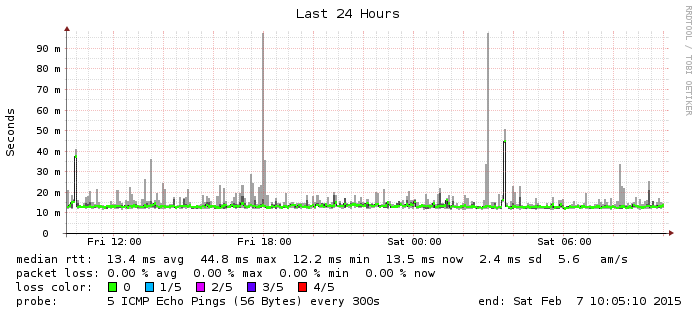 Last 24 Hours
RRDTOOL / TOBI OETIKER
Seconds
90 m
80 m
70 m
60 m
50 m
40 m
30 m
20 m
10 m
0
Fri 12:00 Fri 18:00 Sat 00:00 Sat 06:00
median rtt: 13.4 ms avg 44.8 ms max 12.2 ms min 13.5 ms now 2.4 ms sd 5.6 am/s
packet loss: 0.00 % avg 0.00 % max 0.00 % min 0.00 % now
loss color: 0 1/5 2/5 3/5 4/5
probe: 5 ICMP Echo Pings (56 Bytes) every 300s end: Sat Feb 7 10:05:10 2015